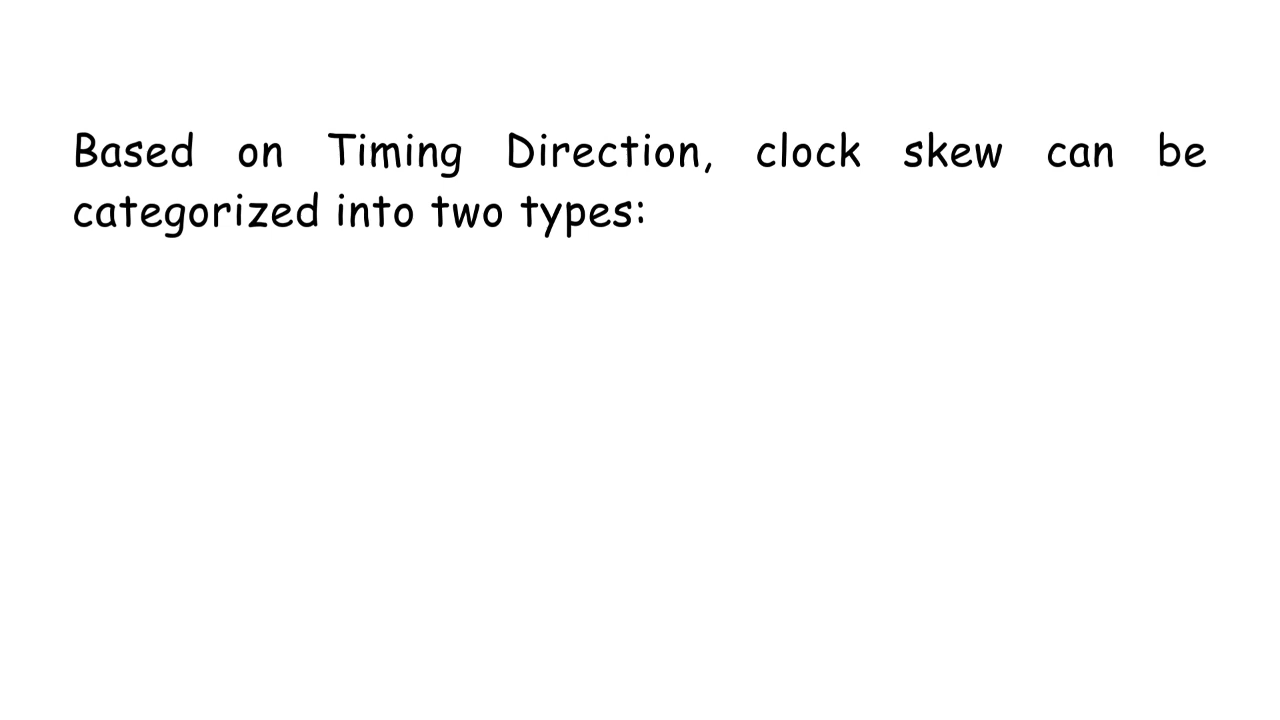 Based on Timing Direction, clock skew can be
categorized into two types: